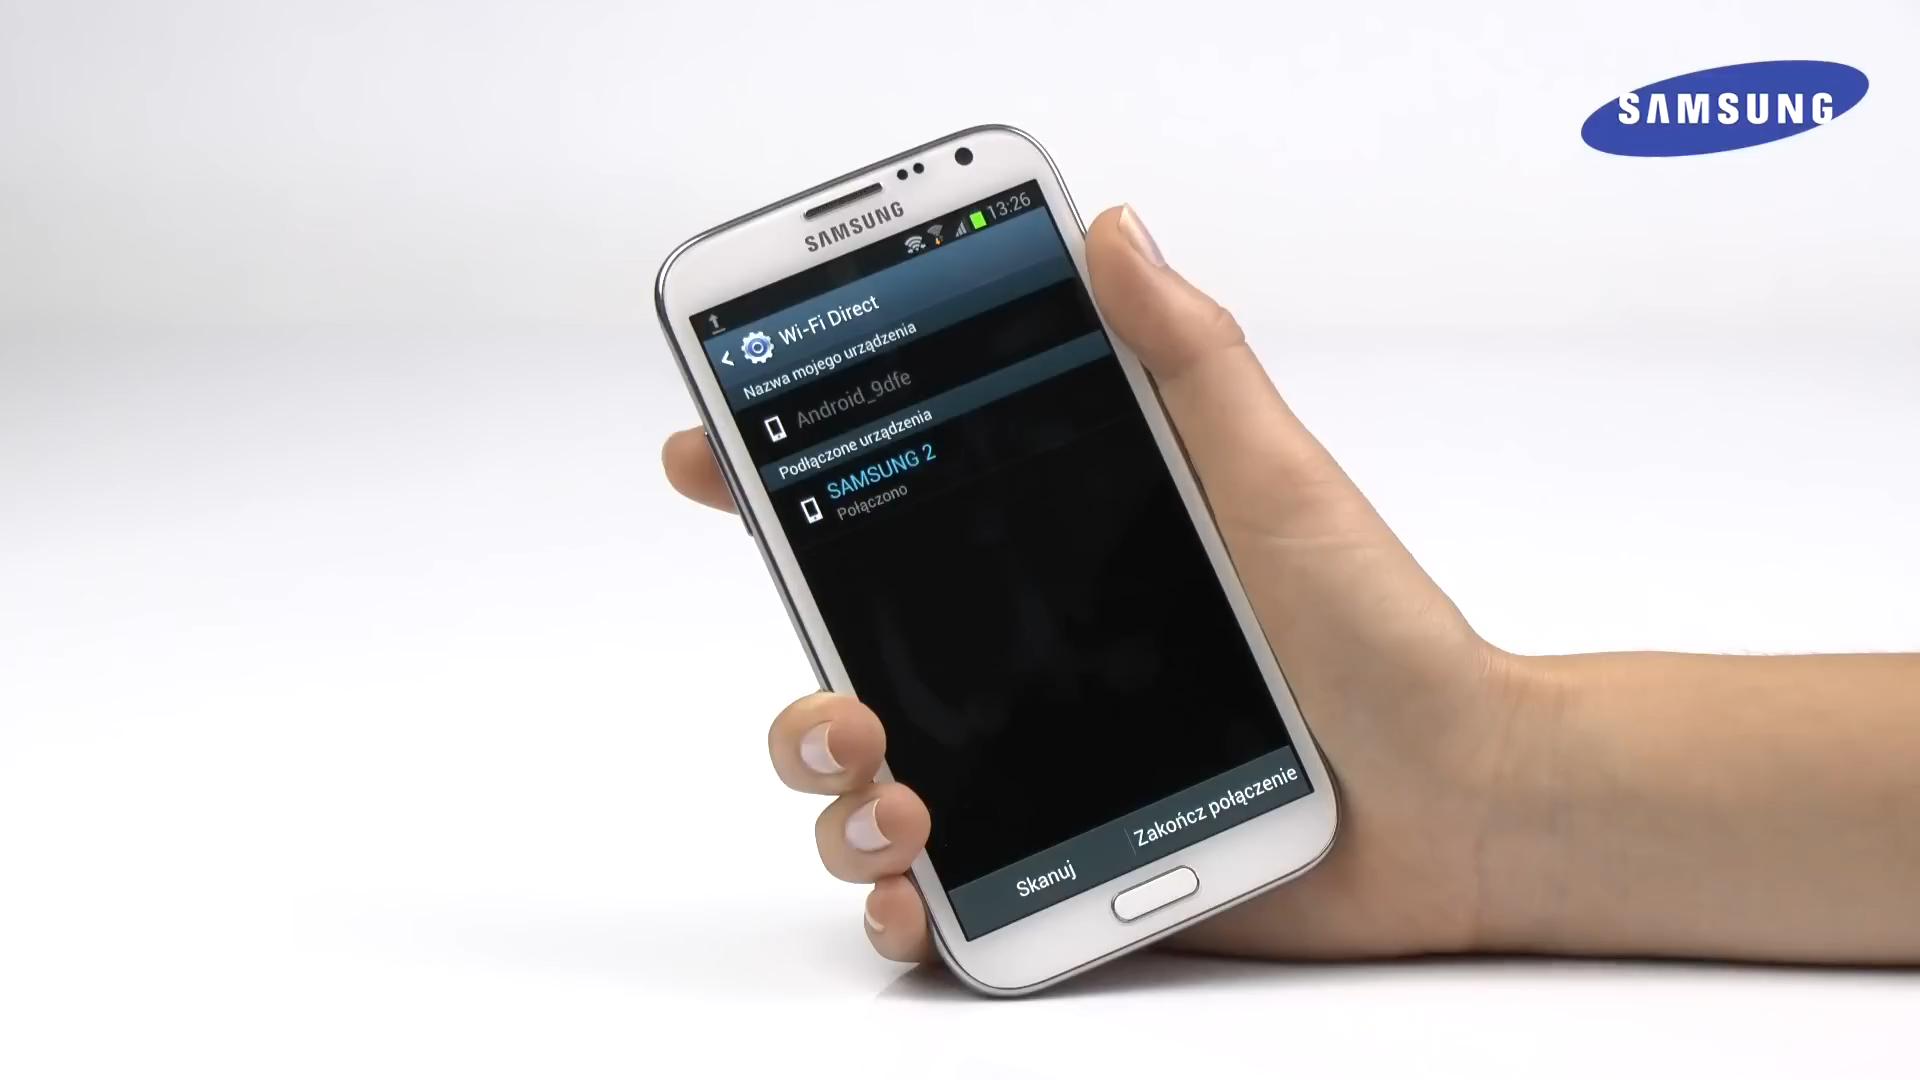 SAMSUNG
SAMSUNG
13:26
Wi-Fi Direct
Nazwa mojego urządzenia
Android_9dfe
Podłączone urządzenia
SAMSUNG 2
Połączono
Skanuj
Zakończ połączenie